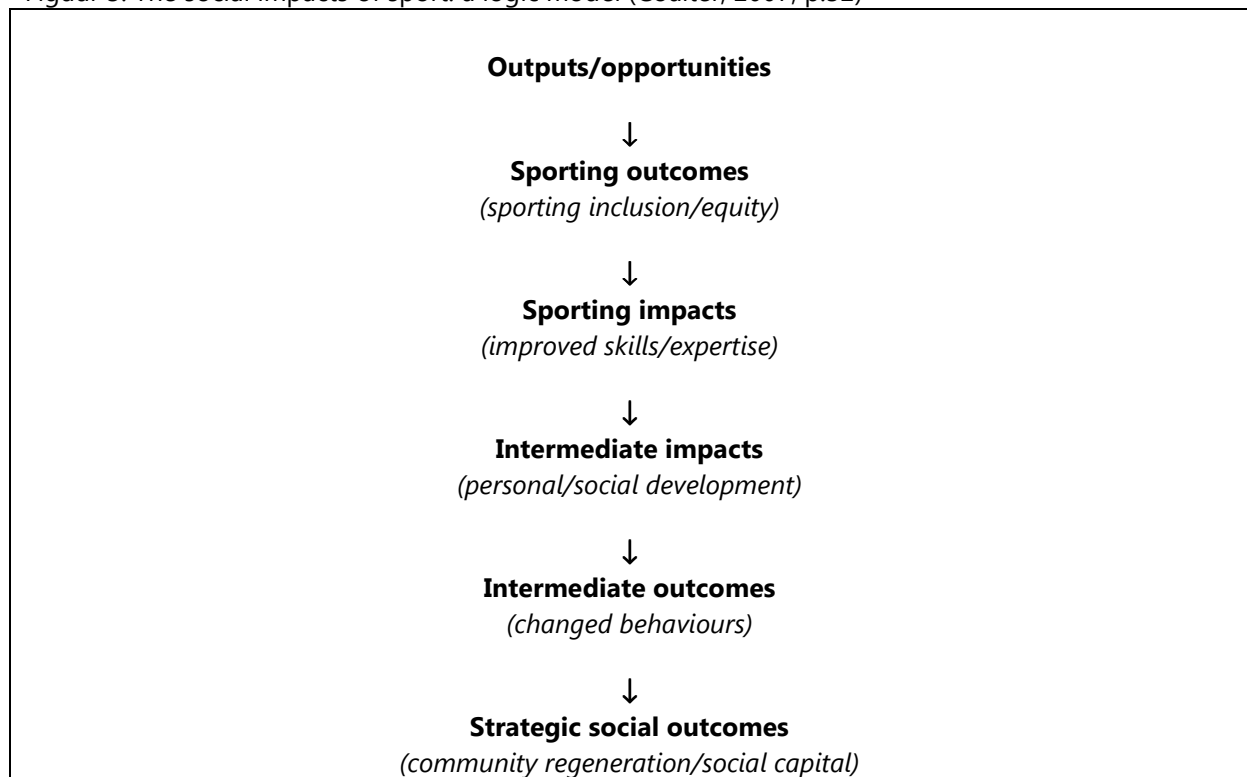 Outputs/opportunities
↓
Sporting outcomes
(sporting inclusion/equity)
↓
Sporting impacts
(improved skills/expertise)
↓
Intermediate impacts
(personal/social development)
↓
Intermediate outcomes
(changed behaviours)
↓
Strategic social outcomes
(community regeneration/social capital)